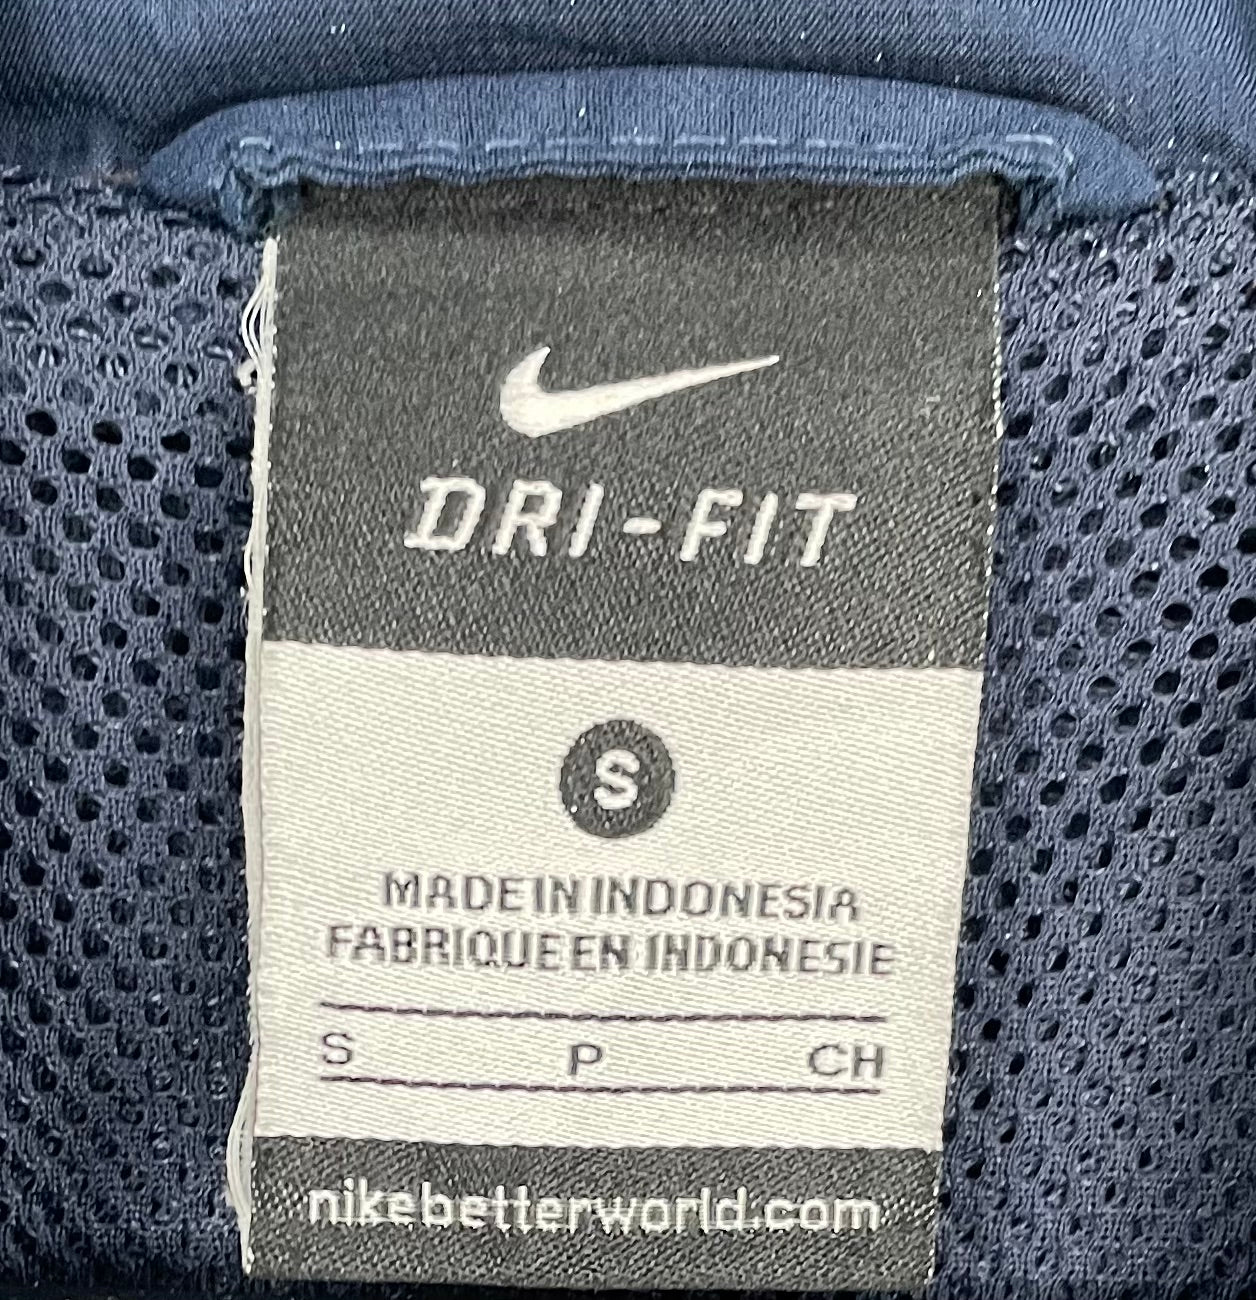 DRI-FIT
S
MADE IN INDONESIA
FABRIQUE EN INDONESIE
S P CH
nikebetterworld.com